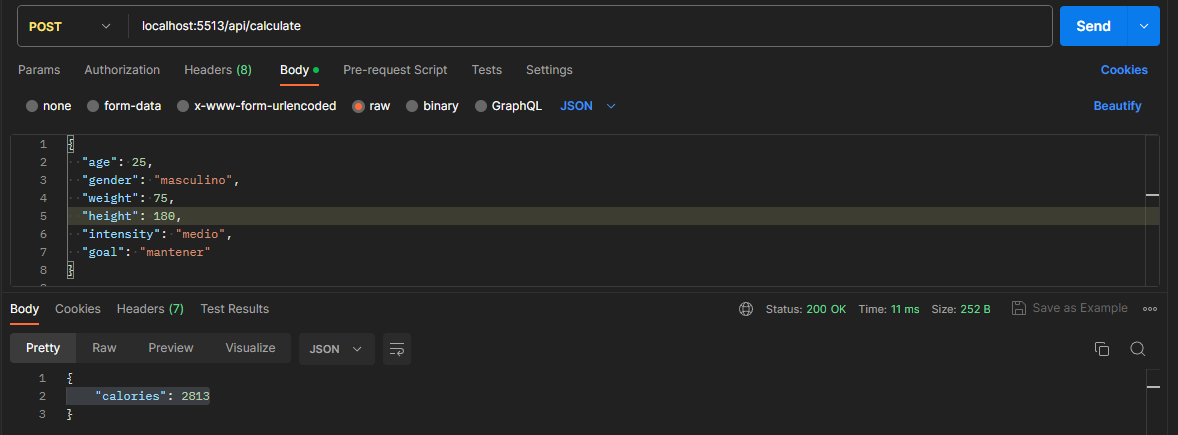 POST localhost:5513/api/calculate Send
Params Authorization Headers (8) Body Pre-request Script Tests Settings Cookies
none form-data x-www-form-urlencoded raw binary GraphQL JSON Beautify
1 {
2 "age": 25,
3 "gender": "masculino",
4 "weight": 75,
5 "height": 180,
6 "intensity": "medio",
7 "goal": "mantener"
8 }
Body Cookies Headers (7) Test Results Status: 200 OK Time: 11 ms Size: 252 B Save as Example
Pretty Raw Preview Visualize JSON
1 {
2 "calories": 2813
3 }